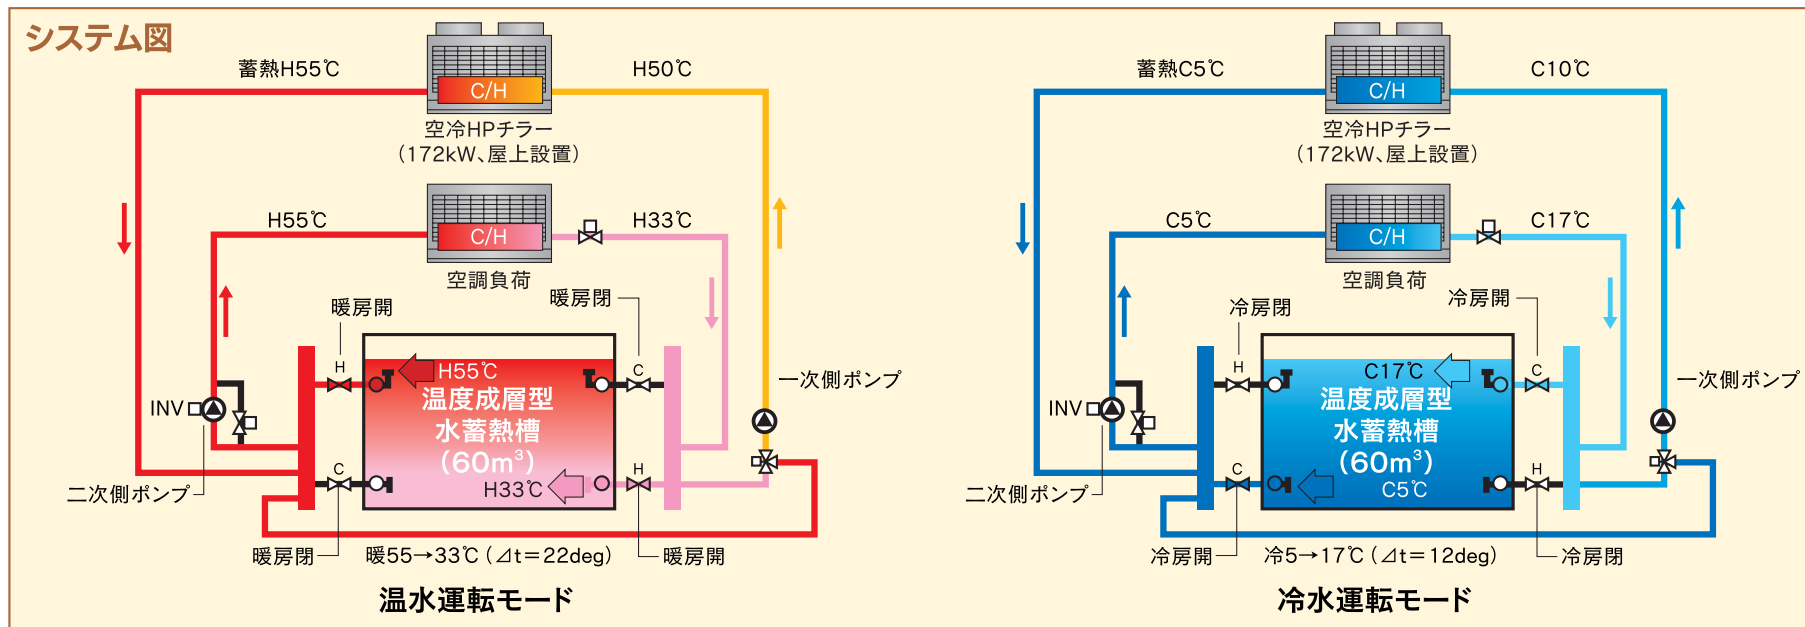 システム図
蓄熱H55℃
H50℃
C/H
空冷HPチラー
（172kW、屋上設置）
H55℃
H33℃
C/H
空調負荷
暖房開
暖房閉
H
C
H55℃
温度成層型
水蓄熱槽
（60m³）
H33℃
INV
一次側ポンプ
二次側ポンプ
C
H
暖房閉
暖55→33℃（⊿t＝22deg）
暖房開
温水運転モード
蓄熱C5℃
C10℃
C/H
空冷HPチラー
（172kW、屋上設置）
C5℃
C17℃
C/H
空調負荷
冷房閉
冷房開
H
C
C17℃
温度成層型
水蓄熱槽
（60m³）
C5℃
INV
一次側ポンプ
二次側ポンプ
C
H
冷房開
冷5→17℃（⊿t＝12deg）
冷房閉
冷水運転モード